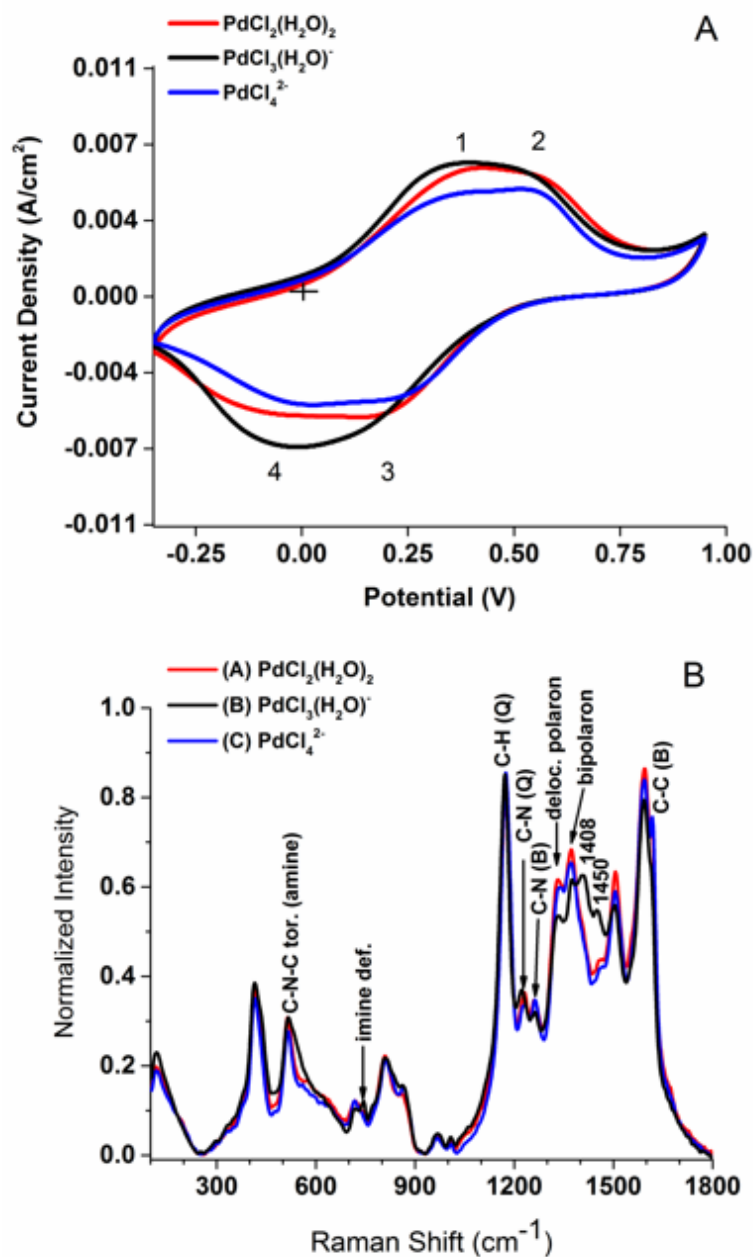 A
PdCl₂(H₂O)₂
PdCl₃(H₂O)⁻
PdCl₄²⁻
0.011
0.007
0.004
0.000
-0.004
-0.007
-0.011
Current Density (A/cm²)
1
2
3
4
-0.25
0.00
0.25
0.50
0.75
1.00
Potential (V)
B
(A) PdCl₂(H₂O)₂
(B) PdCl₃(H₂O)⁻
(C) PdCl₄²⁻
1.0
0.8
0.6
0.4
0.2
0.0
Normalized Intensity
C-N-C tor. (amine)
imine def.
C-H (Q)
C-N (Q)
C-N (B)
deloc. polaron
bipolaron
1408
1450
C-C (B)
300
600
900
1200
1500
1800
Raman Shift (cm⁻¹)